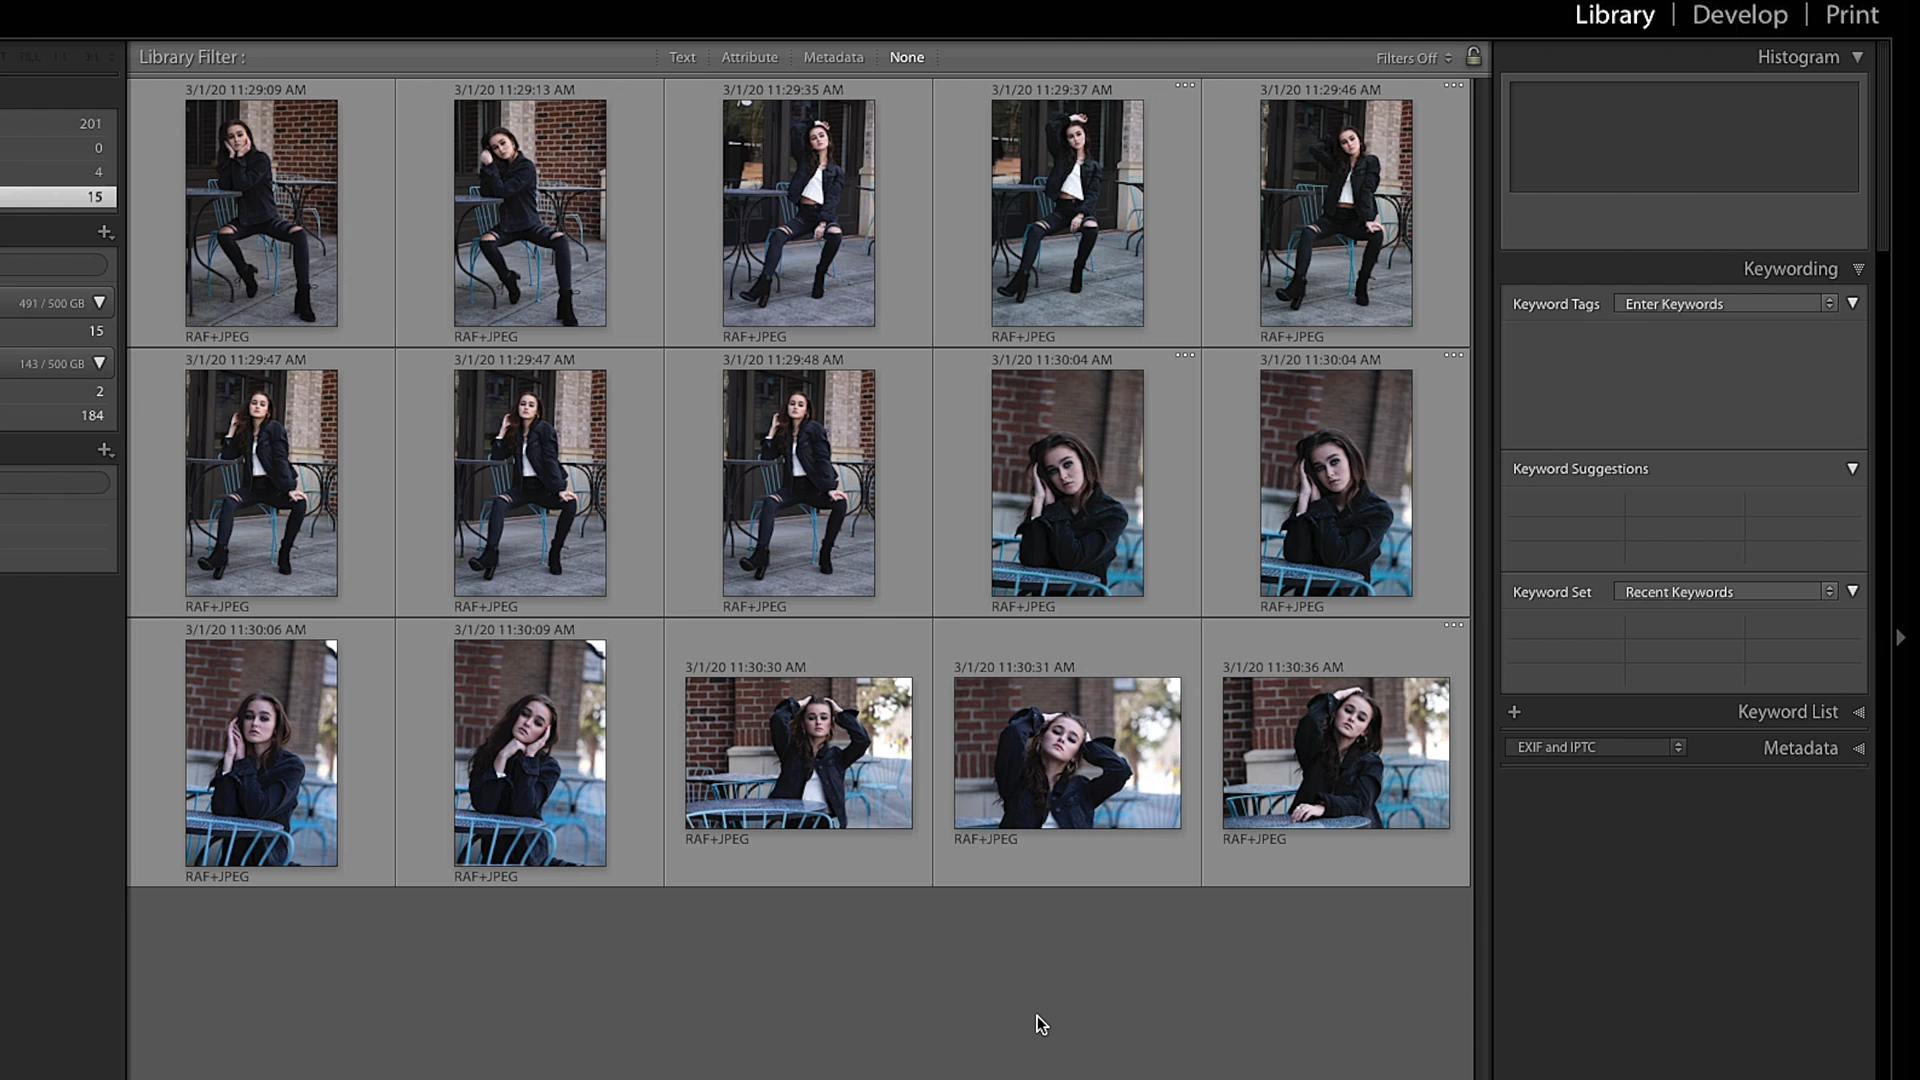 Library | Develop | Print
Library Filter :
Text
Attribute
Metadata
None
Filters Off
Histogram
201
0
4
15
491 / 500 GB
15
143 / 500 GB
2
184
3/1/20 11:29:09 AM
3/1/20 11:29:13 AM
3/1/20 11:29:35 AM
3/1/20 11:29:37 AM
3/1/20 11:29:46 AM
RAF+JPEG
RAF+JPEG
RAF+JPEG
RAF+JPEG
RAF+JPEG
3/1/20 11:29:47 AM
3/1/20 11:29:47 AM
3/1/20 11:29:48 AM
3/1/20 11:30:04 AM
3/1/20 11:30:04 AM
RAF+JPEG
RAF+JPEG
RAF+JPEG
RAF+JPEG
RAF+JPEG
3/1/20 11:30:06 AM
3/1/20 11:30:09 AM
3/1/20 11:30:30 AM
3/1/20 11:30:31 AM
3/1/20 11:30:36 AM
RAF+JPEG
RAF+JPEG
RAF+JPEG
RAF+JPEG
RAF+JPEG
Keywording
Keyword Tags
Enter Keywords
Keyword Suggestions
Keyword Set
Recent Keywords
Keyword List
EXIF and IPTC
Metadata